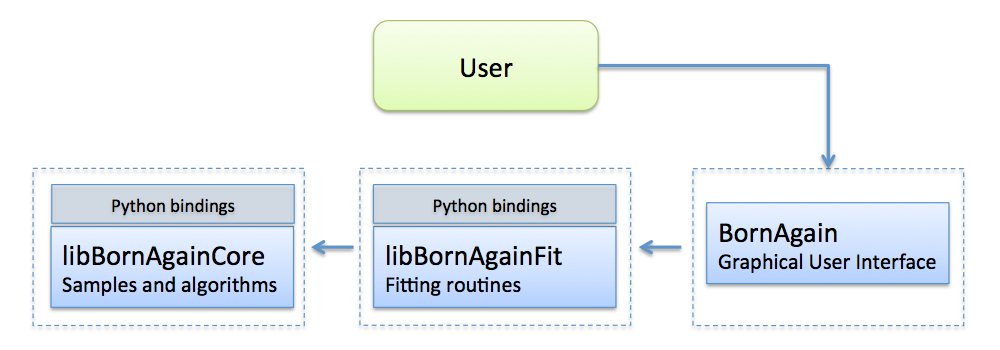 User
Python bindings
libBornAgainCore
Samples and algorithms
Python bindings
libBornAgainFit
Fitting routines
BornAgain
Graphical User Interface